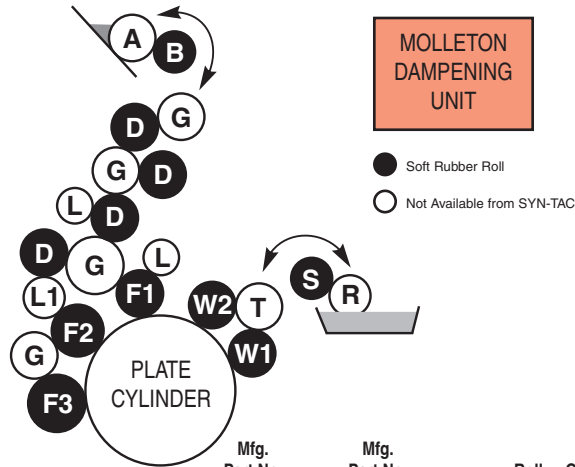 A
B
MOLLETON
DAMPENING
UNIT
D G
G D
Soft Rubber Roll
L D
Not Available from SYN-TAC
D G L
L1 F1
S R
W2 T
F2
W1
G
PLATE
CYLINDER
F3
Mfg. Mfg.